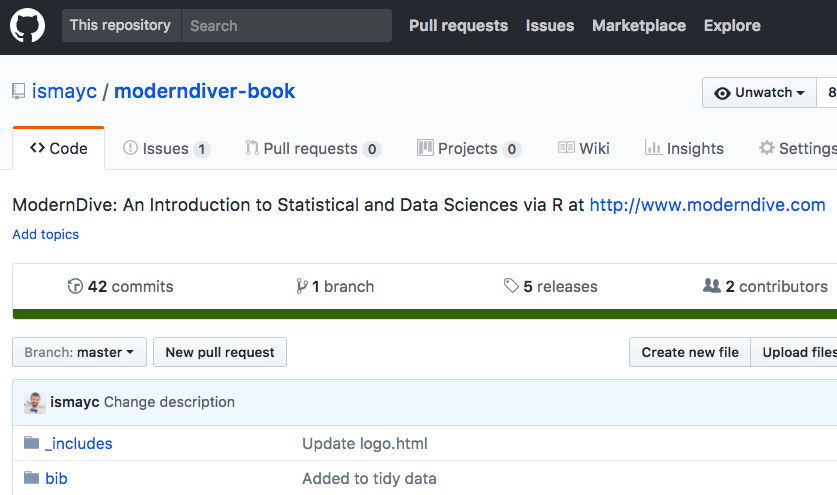 This repository Search Pull requests Issues Marketplace Explore
ismayc / moderndiver-book Unwatch 8
Code Issues 1 Pull requests 0 Projects 0 Wiki Insights Settings
ModernDive: An Introduction to Statistical and Data Sciences via R at http://www.moderndive.com
Add topics
42 commits 1 branch 5 releases 2 contributors
Branch: master New pull request Create new file Upload files
ismayc Change description
_includes Update logo.html
bib Added to tidy data